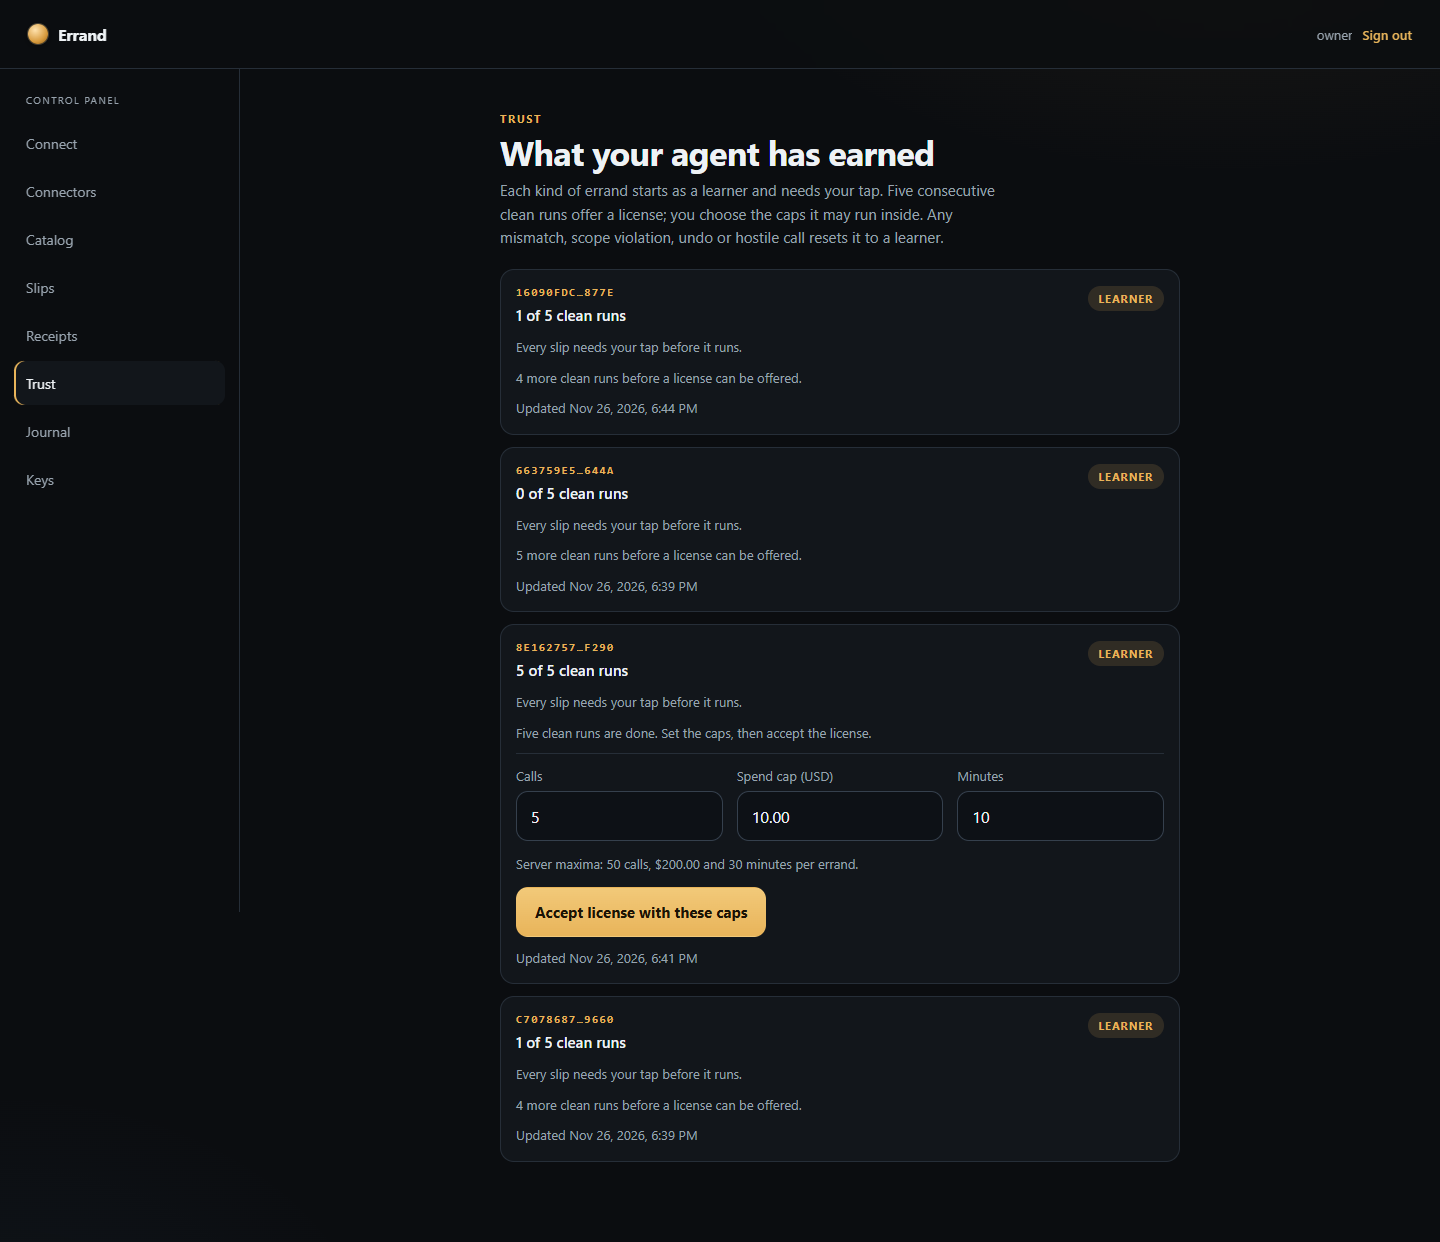 Errand
owner Sign out
CONTROL PANEL
Connect
Connectors
Catalog
Slips
Receipts
Trust
Journal
Keys
TRUST
What your agent has earned
Each kind of errand starts as a learner and needs your tap. Five consecutive
clean runs offer a license; you choose the caps it may run inside. Any
mismatch, scope violation, undo or hostile call resets it to a learner.
16090FDC…877E
LEARNER
1 of 5 clean runs
Every slip needs your tap before it runs.
4 more clean runs before a license can be offered.
Updated Nov 26, 2026, 6:44 PM
663759E5…644A
LEARNER
0 of 5 clean runs
Every slip needs your tap before it runs.
5 more clean runs before a license can be offered.
Updated Nov 26, 2026, 6:39 PM
8E162757…F290
LEARNER
5 of 5 clean runs
Every slip needs your tap before it runs.
Five clean runs are done. Set the caps, then accept the license.
Calls Spend cap (USD) Minutes
5 10.00 10
Server maxima: 50 calls, $200.00 and 30 minutes per errand.
Accept license with these caps
Updated Nov 26, 2026, 6:41 PM
C7078687…9660
LEARNER
1 of 5 clean runs
Every slip needs your tap before it runs.
4 more clean runs before a license can be offered.
Updated Nov 26, 2026, 6:39 PM